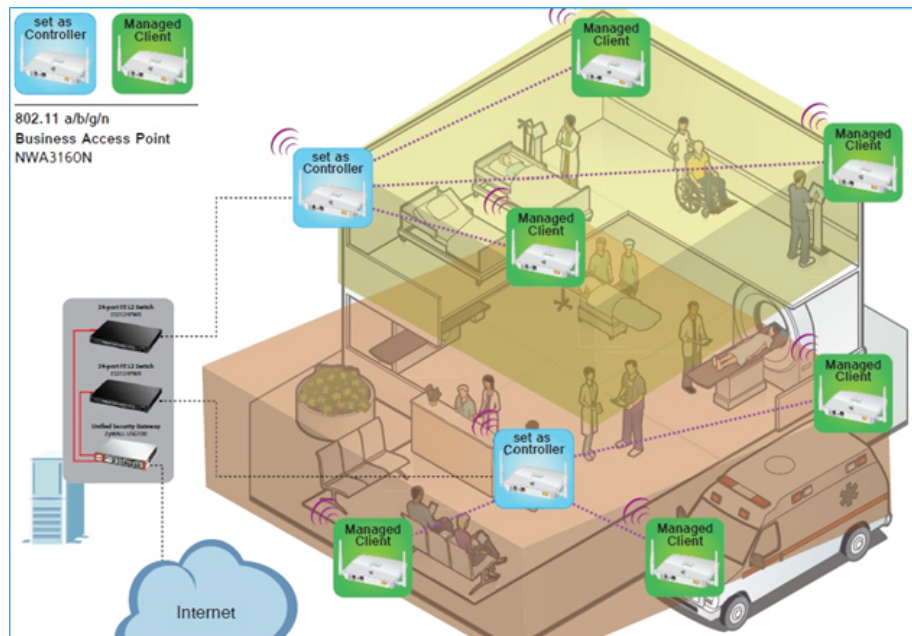 set as
Controller
Managed
Client
802.11 a/b/g/n
Business Access Point
NWA3160N
Managed
Client
set as
Controller
Managed
Client
Managed
Client
24-port FE L2 Switch
24-port FE L2 Switch
Unified Security Gateway
Managed
Client
set as
Controller
Managed
Client
Managed
Client
Internet